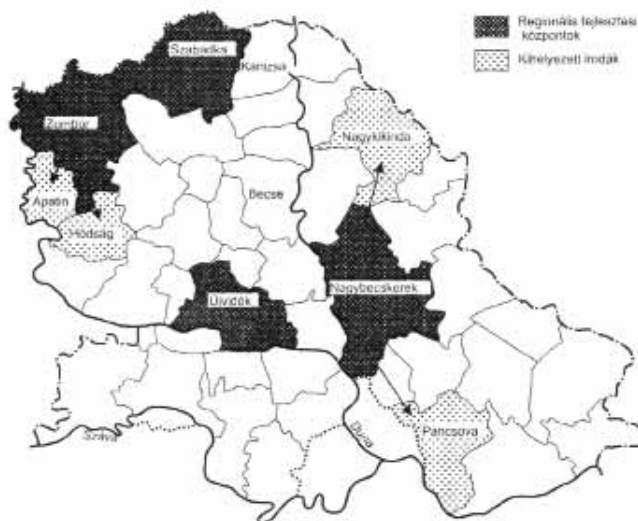 Regionális fejlesztési
központok
Kihelyezett irodák
Szabadka
Kanizsa
Zombor
Nagykikinda
Apatin
Becse
Hódság
Újvidék
Nagybecskerek
Pancsova
Duna
Száva